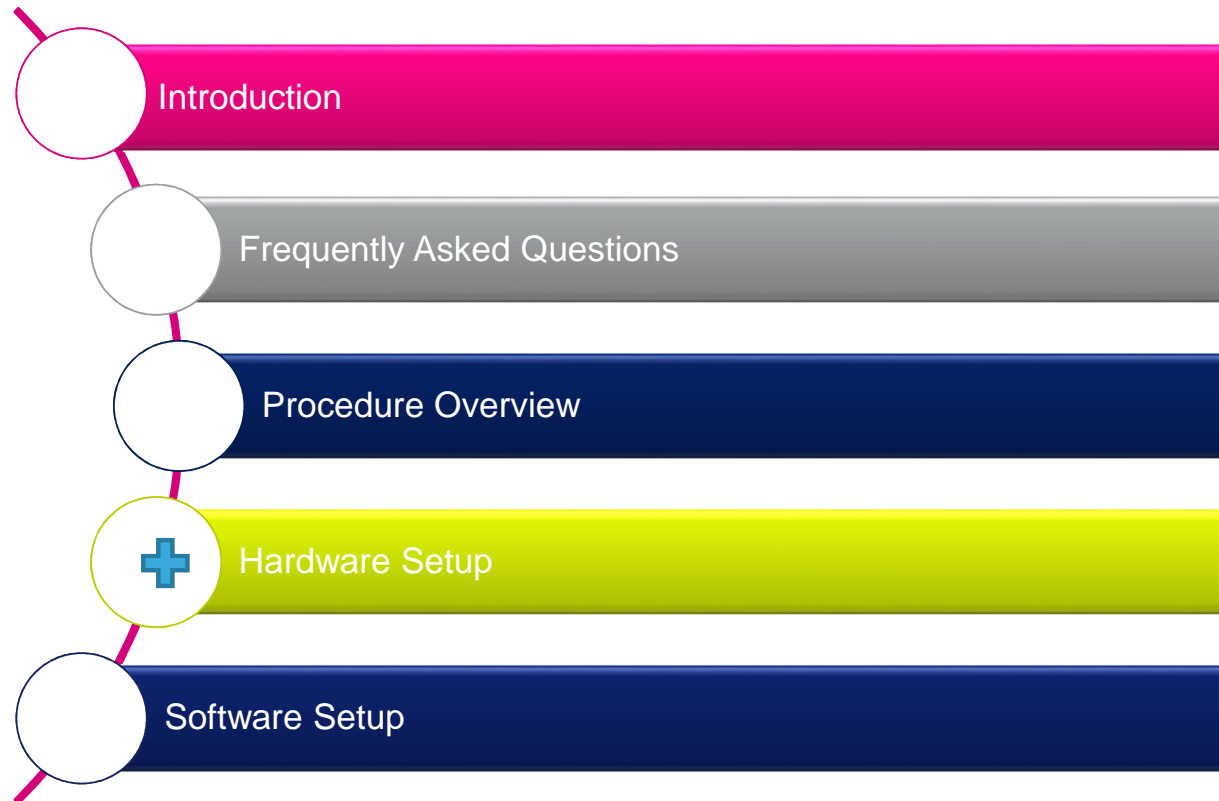 Introduction
Frequently Asked Questions
Procedure Overview
Hardware Setup
Software Setup